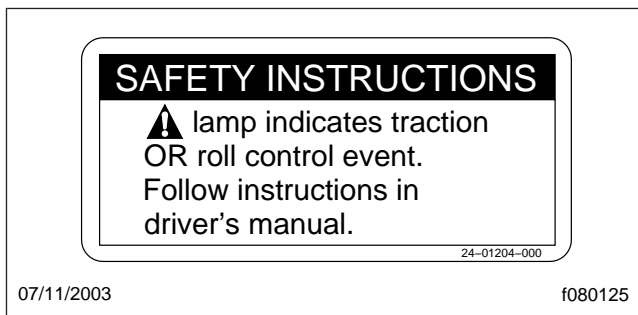 SAFETY INSTRUCTIONS
lamp indicates traction
OR roll control event.
Follow instructions in
driver's manual.
24–01204–000
07/11/2003
f080125